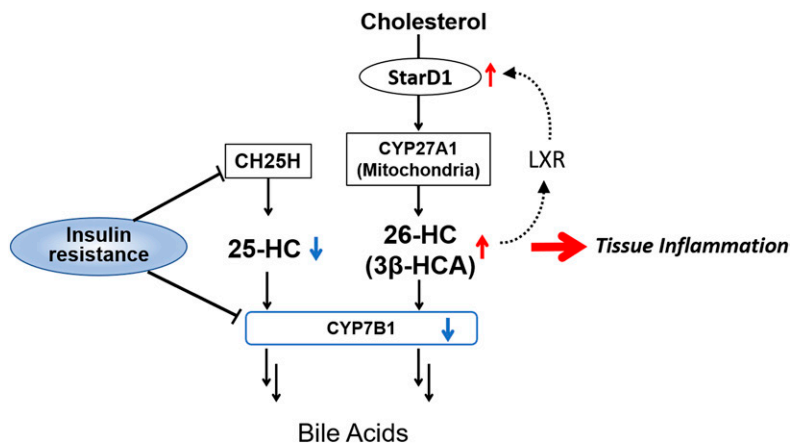 Cholesterol
StarD1
CYP27A1
(Mitochondria)
LXR
CH25H
Insulin
resistance
25-HC
26-HC
(3β-HCA)
Tissue Inflammation
CYP7B1
Bile Acids